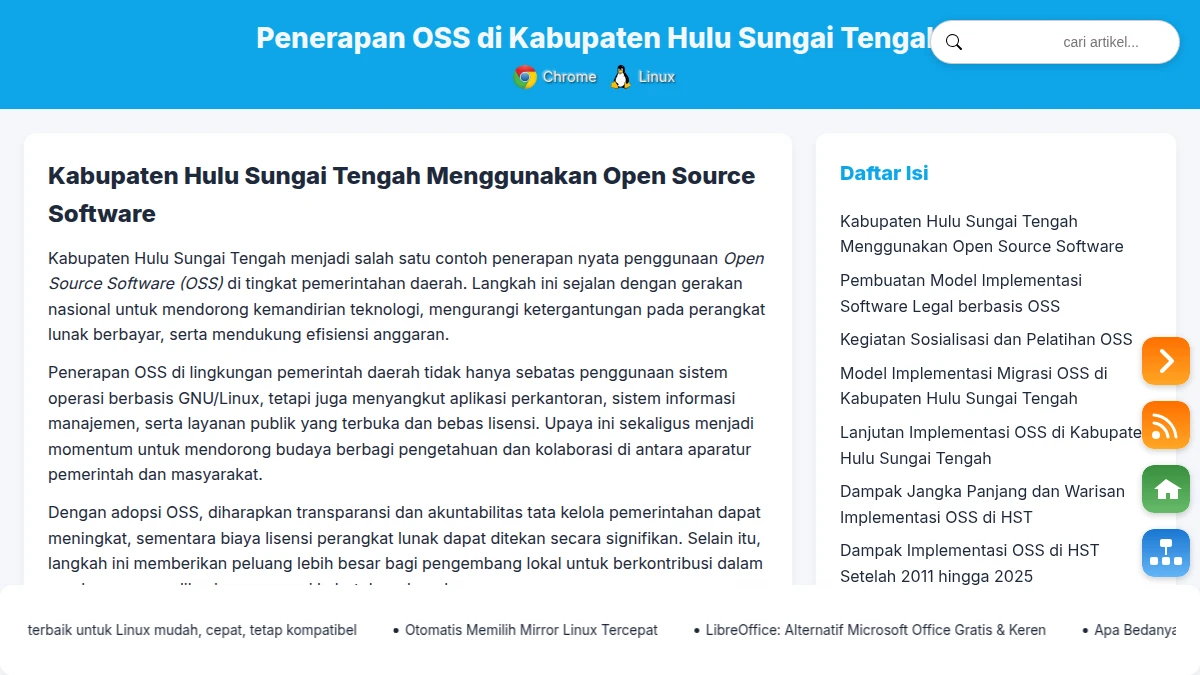 Penerapan OSS di Kabupaten Hulu Sungai
cari artikel...
Chrome Linux
Kabupaten Hulu Sungai Tengah Menggunakan Open Source
Software
Kabupaten Hulu Sungai Tengah menjadi salah satu contoh penerapan nyata penggunaan Open
Source Software (OSS) di tingkat pemerintahan daerah. Langkah ini sejalan dengan gerakan
nasional untuk mendorong kemandirian teknologi, mengurangi ketergantungan pada perangkat
lunak berbayar, serta mendukung efisiensi anggaran.
Penerapan OSS di lingkungan pemerintah daerah tidak hanya sebatas penggunaan sistem
operasi berbasis GNU/Linux, tetapi juga menyangkut aplikasi perkantoran, sistem informasi
manajemen, serta layanan publik yang terbuka dan bebas lisensi. Upaya ini sekaligus menjadi
momentum untuk mendorong budaya berbagi pengetahuan dan kolaborasi di antara aparatur
pemerintah dan masyarakat.
Dengan adopsi OSS, diharapkan transparansi dan akuntabilitas tata kelola pemerintahan dapat
meningkat, sementara biaya lisensi perangkat lunak dapat ditekan secara signifikan. Selain itu,
langkah ini memberikan peluang lebih besar bagi pengembang lokal untuk berkontribusi dalam
Daftar Isi
Kabupaten Hulu Sungai Tengah
Menggunakan Open Source Software
Pembuatan Model Implementasi
Software Legal berbasis OSS
Kegiatan Sosialisasi dan Pelatihan OSS
Model Implementasi Migrasi OSS di
Kabupaten Hulu Sungai Tengah
Lanjutan Implementasi OSS di
Hulu Sungai Tengah
Dampak Jangka Panjang dan Warisan
Implementasi OSS di HST
Dampak Implementasi OSS di HST
Setelah 2011 hingga 2025
terbaik untuk Linux mudah, cepat, tetap kompatibel • Otomatis Memilih Mirror Linux Tercepat • LibreOffice: Alternatif Microsoft Office Gratis & Keren • Apa